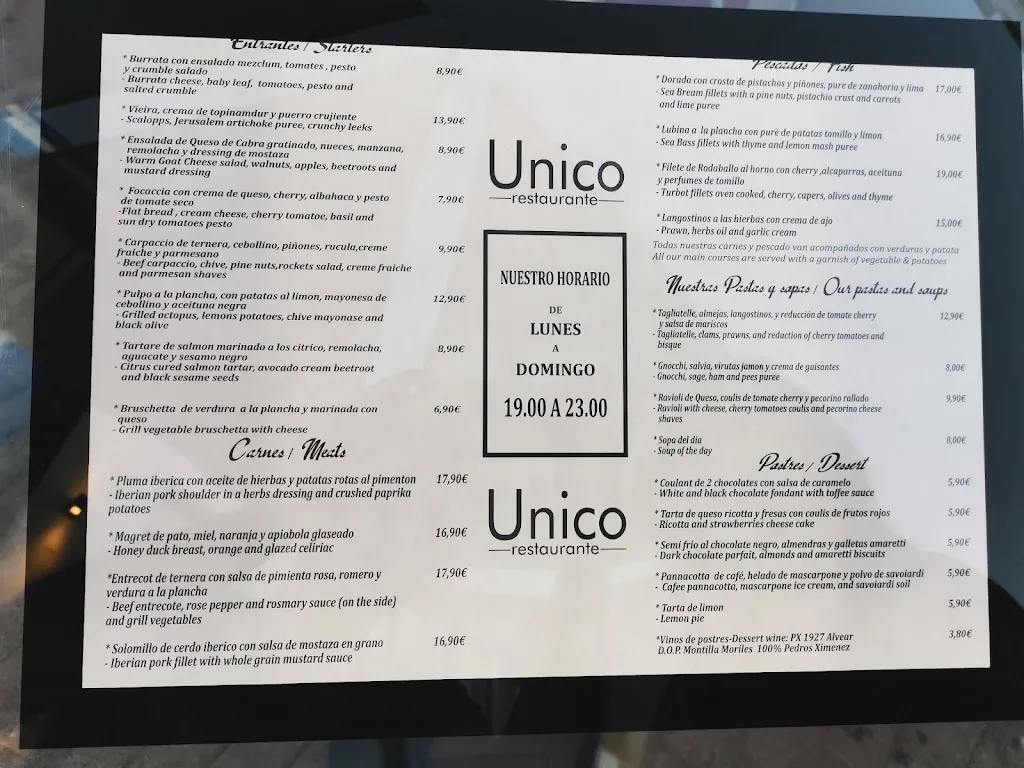 Entrantes / Starters
* Burrata con ensalada mezclum, tomates , pesto
y crumble salado
- Burrata cheese, baby leaf, tomatoes, pesto and
salted crumble
8,90€
* Vieira, crema de topinamdur y puerro crujiente
- Scalopps, Jerusalem artichoke puree, crunchy leeks
13,90€
* Ensalada de Queso de Cabra gratinado, nueces, manzana,
remolacha y dressing de mostaza
- Warm Goat Cheese salad, walnuts, apples, beetroots and
mustard dressing
8,90€
* Focaccia con crema de queso, cherry, albahaca y pesto
de tomate seco
-Flat bread , cream cheese, cherry tomatoe, basil and
sun dry tomatoes pesto
7,90€
* Carpaccio de ternera, cebollino, piñones, rucula,creme
fraiche y parmesano
- Beef carpaccio, chive, pine nuts,rockets salad, creme fraiche
and parmesan shaves
9,90€
* Pulpo a la plancha, con patatas al limon, mayonesa de
cebollino y aceituna negra
- Grilled octopus, lemons potatoes, chive mayonase and
black olive
12,90€
* Tartare de salmon marinado a los citrico, remolacha,
aguacate y sesamo negro
- Citrus cured salmon tartar, avocado cream beetroot
and black sesame seeds
8,90€
* Bruschetta de verdura a la plancha y marinada con
queso
- Grill vegetable bruschetta with cheese
6,90€
Carnes / Meats
* Pluma iberica con aceite de hierbas y patatas rotas al pimenton
- Iberian pork shoulder in a herbs dressing and crushed paprika
potatoes
17,90€
* Magret de pato, miel, naranja y apiobola glaseado
- Honey duck breast, orange and glazed celiriac
16,90€
*Entrecot de ternera con salsa de pimienta rosa, romero y
verdura a la plancha
- Beef entrecote, rose pepper and rosmary sauce (on the side)
and grill vegetables
17,90€
* Solomillo de cerdo iberico con salsa de mostaza en grano
- Iberian pork fillet with whole grain mustard sauce
16,90€
Unico
restaurante
NUESTRO HORARIO
DE
LUNES
A
DOMINGO
19.00 A 23.00
Unico
restaurante
Pescadas / Fish
* Dorada con crosta de pistachos y piñones, pure de zanahoria y lima
- Sea Bream fillets with a pine nuts, pistachio crust and carrots
and lime puree
17,00€
* Lubina a la plancha con purè de patatas tomillo y limon
- Sea Bass fillets with thyme and lemon mash puree
16,90€
* Filete de Rodaballo al horno con cherry ,alcaparras, aceituna
y perfumes de tomillo
- Turbot fillets oven cooked, cherry, capers, olives and thyme
19,00€
* Langostinos a las hierbas con crema de ajo
- Prawn, herbs oil and garlic cream
15,00€
Todas nuestras carnes y pescado van acompañados con verduras y patata
All our main courses are served with a garnish of vegetable & potatoes
Nuestras Pastas y sopas / Our pastas and soups
* Tagliatelle, almejas, langostinos, y reducción de tomate cherry
y salsa de mariscos
- Tagliatelle, clams, prawns, and reduction of cherry tomatoes and
bisque
12,90€
* Gnocchi, salvia, virutas jamon y crema de guisantes
- Gnocchi, sage, ham and pees puree
8,00€
* Ravioli de Queso, coulis de tomate cherry y pecorino rallado
- Ravioli with cheese, cherry tomatoes coulis and pecorino cheese
shaves
9,90€
* Sopa del dia
- Soup of the day
8,00€
Postres / Dessert
* Coulant de 2 chocolates con salsa de caramelo
- White and black chocolate fondant with toffee sauce
5,90€
* Tarta de queso ricotta y fresas con coulis de frutos rojos
- Ricotta and strawberries cheese cake
5,90€
* Semi frio al chocolate negro, almendras y galletas amaretti
- Dark chocolate parfait, almonds and amaretti biscuits
5,90€
* Pannacotta de café, helado de mascarpone y polvo de savoiardi
- Cafee pannacotto, mascarpone ice cream, and savoiardi soil
5,90€
* Tarta de limon
- Lemon pie
5,90€
*Vinos de postres-Dessert wine: PX 1927 Alvear
D.O.P. Montilla Moriles 100% Pedros Ximenez
3,80€